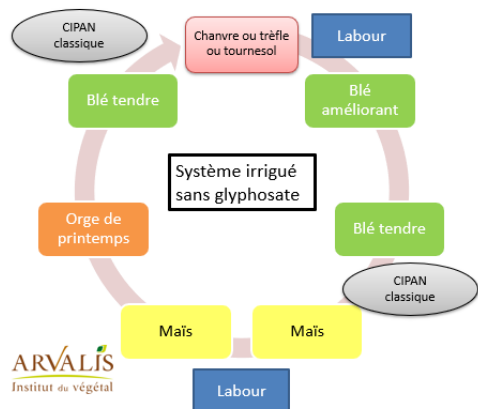 CIPAN
classique
Chanvre ou trèfle
ou tournesol
Labour
Blé tendre
Blé
améliorant
Système irrigué
sans glyphosate
Orge de
printemps
Blé tendre
CIPAN
classique
Maïs
Maïs
ARVALIS
Institut du végétal
Labour